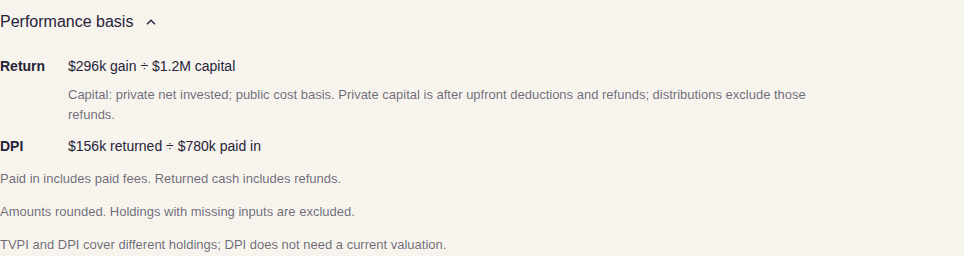 Performance basis
Return $296k gain ÷ $1.2M capital
Capital: private net invested; public cost basis. Private capital is after upfront deductions and refunds; distributions exclude those
refunds.
DPI $156k returned ÷ $780k paid in
Paid in includes paid fees. Returned cash includes refunds.
Amounts rounded. Holdings with missing inputs are excluded.
TVPI and DPI cover different holdings; DPI does not need a current valuation.